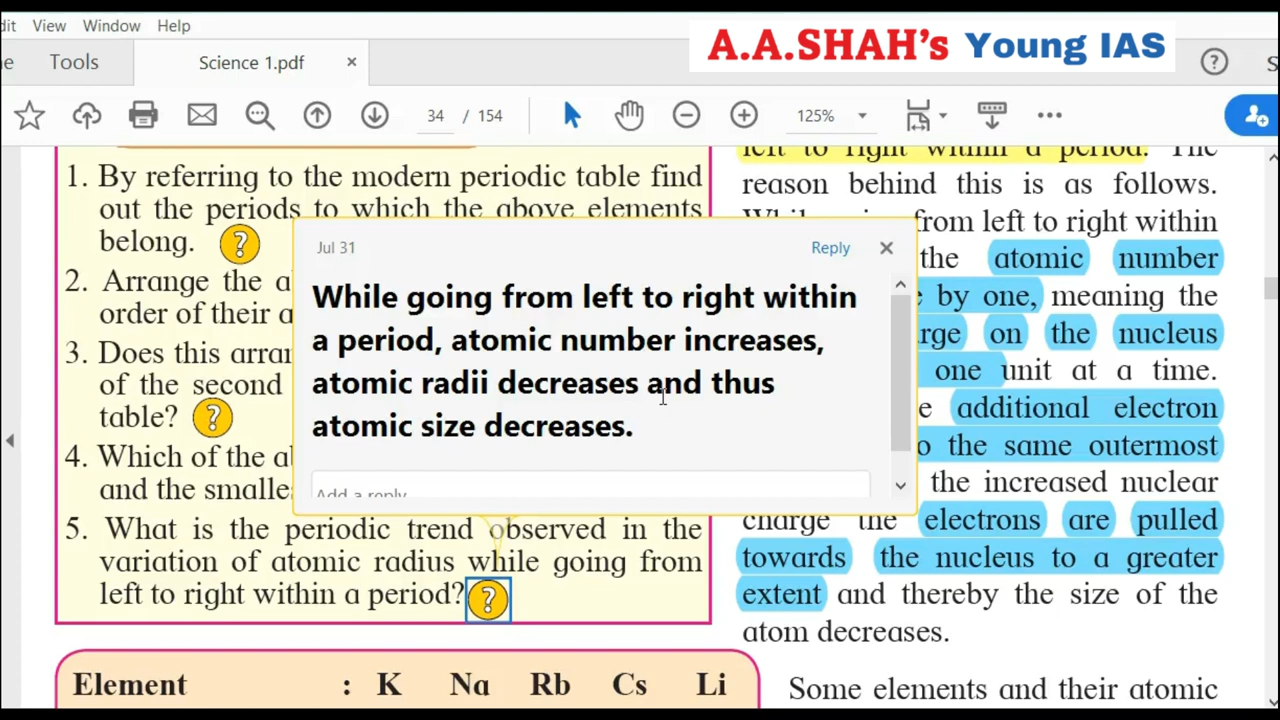 dit View Window Help
A.A.SHAH's Young IAS
e Tools Science 1.pdf × ? S
34 / 154 125%
1. By referring to the modern periodic table find
out the periods to which the above elements
belong. ?
2. Arrange the a
order of their a
3. Does this arran
of the second
table? ?
4. Which of the ab
and the smalles
5. What is the periodic trend observed in the
variation of atomic radius while going from
left to right within a period? ?
Jul 31 Reply ×
While going from left to right within
a period, atomic number increases,
atomic radii decreases and thus
atomic size decreases.
Add a reply
left to right within a period. The
reason behind this is as follows.
While going from left to right within
the atomic number
e by one, meaning the
arge on the nucleus
one unit at a time.
e additional electron
o the same outermost
the increased nuclear
charge the electrons are pulled
towards the nucleus to a greater
extent and thereby the size of the
atom decreases.
Element : K Na Rb Cs Li
Some elements and their atomic